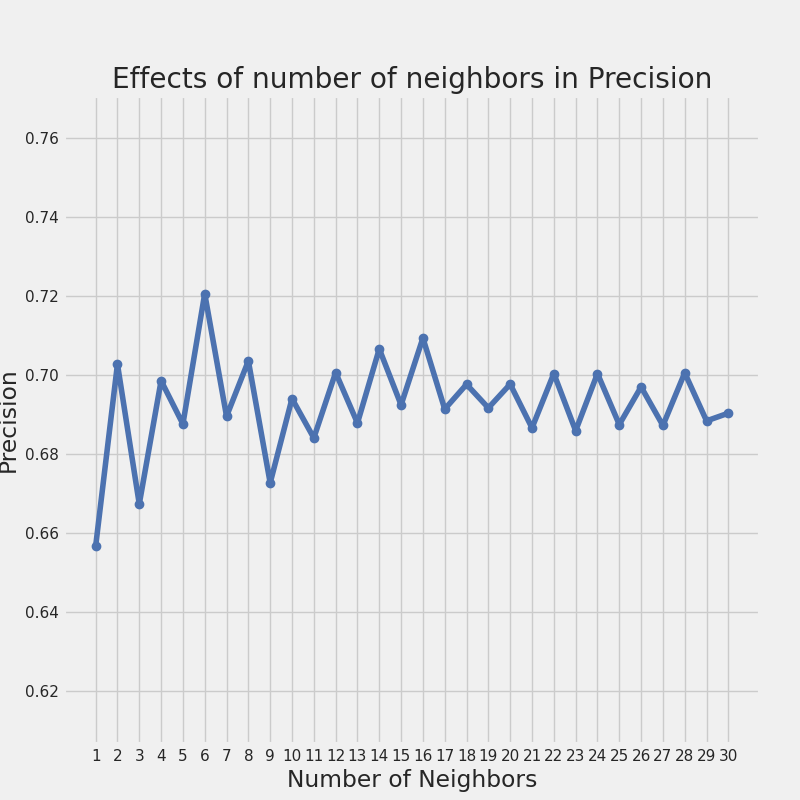 Effects of number of neighbors in Precision
0.76
0.74
0.72
0.70
0.68
0.66
0.64
0.62
Precision
1 2 3 4 5 6 7 8 9 10 11 12 13 14 15 16 17 18 19 20 21 22 23 24 25 26 27 28 29 30
Number of Neighbors